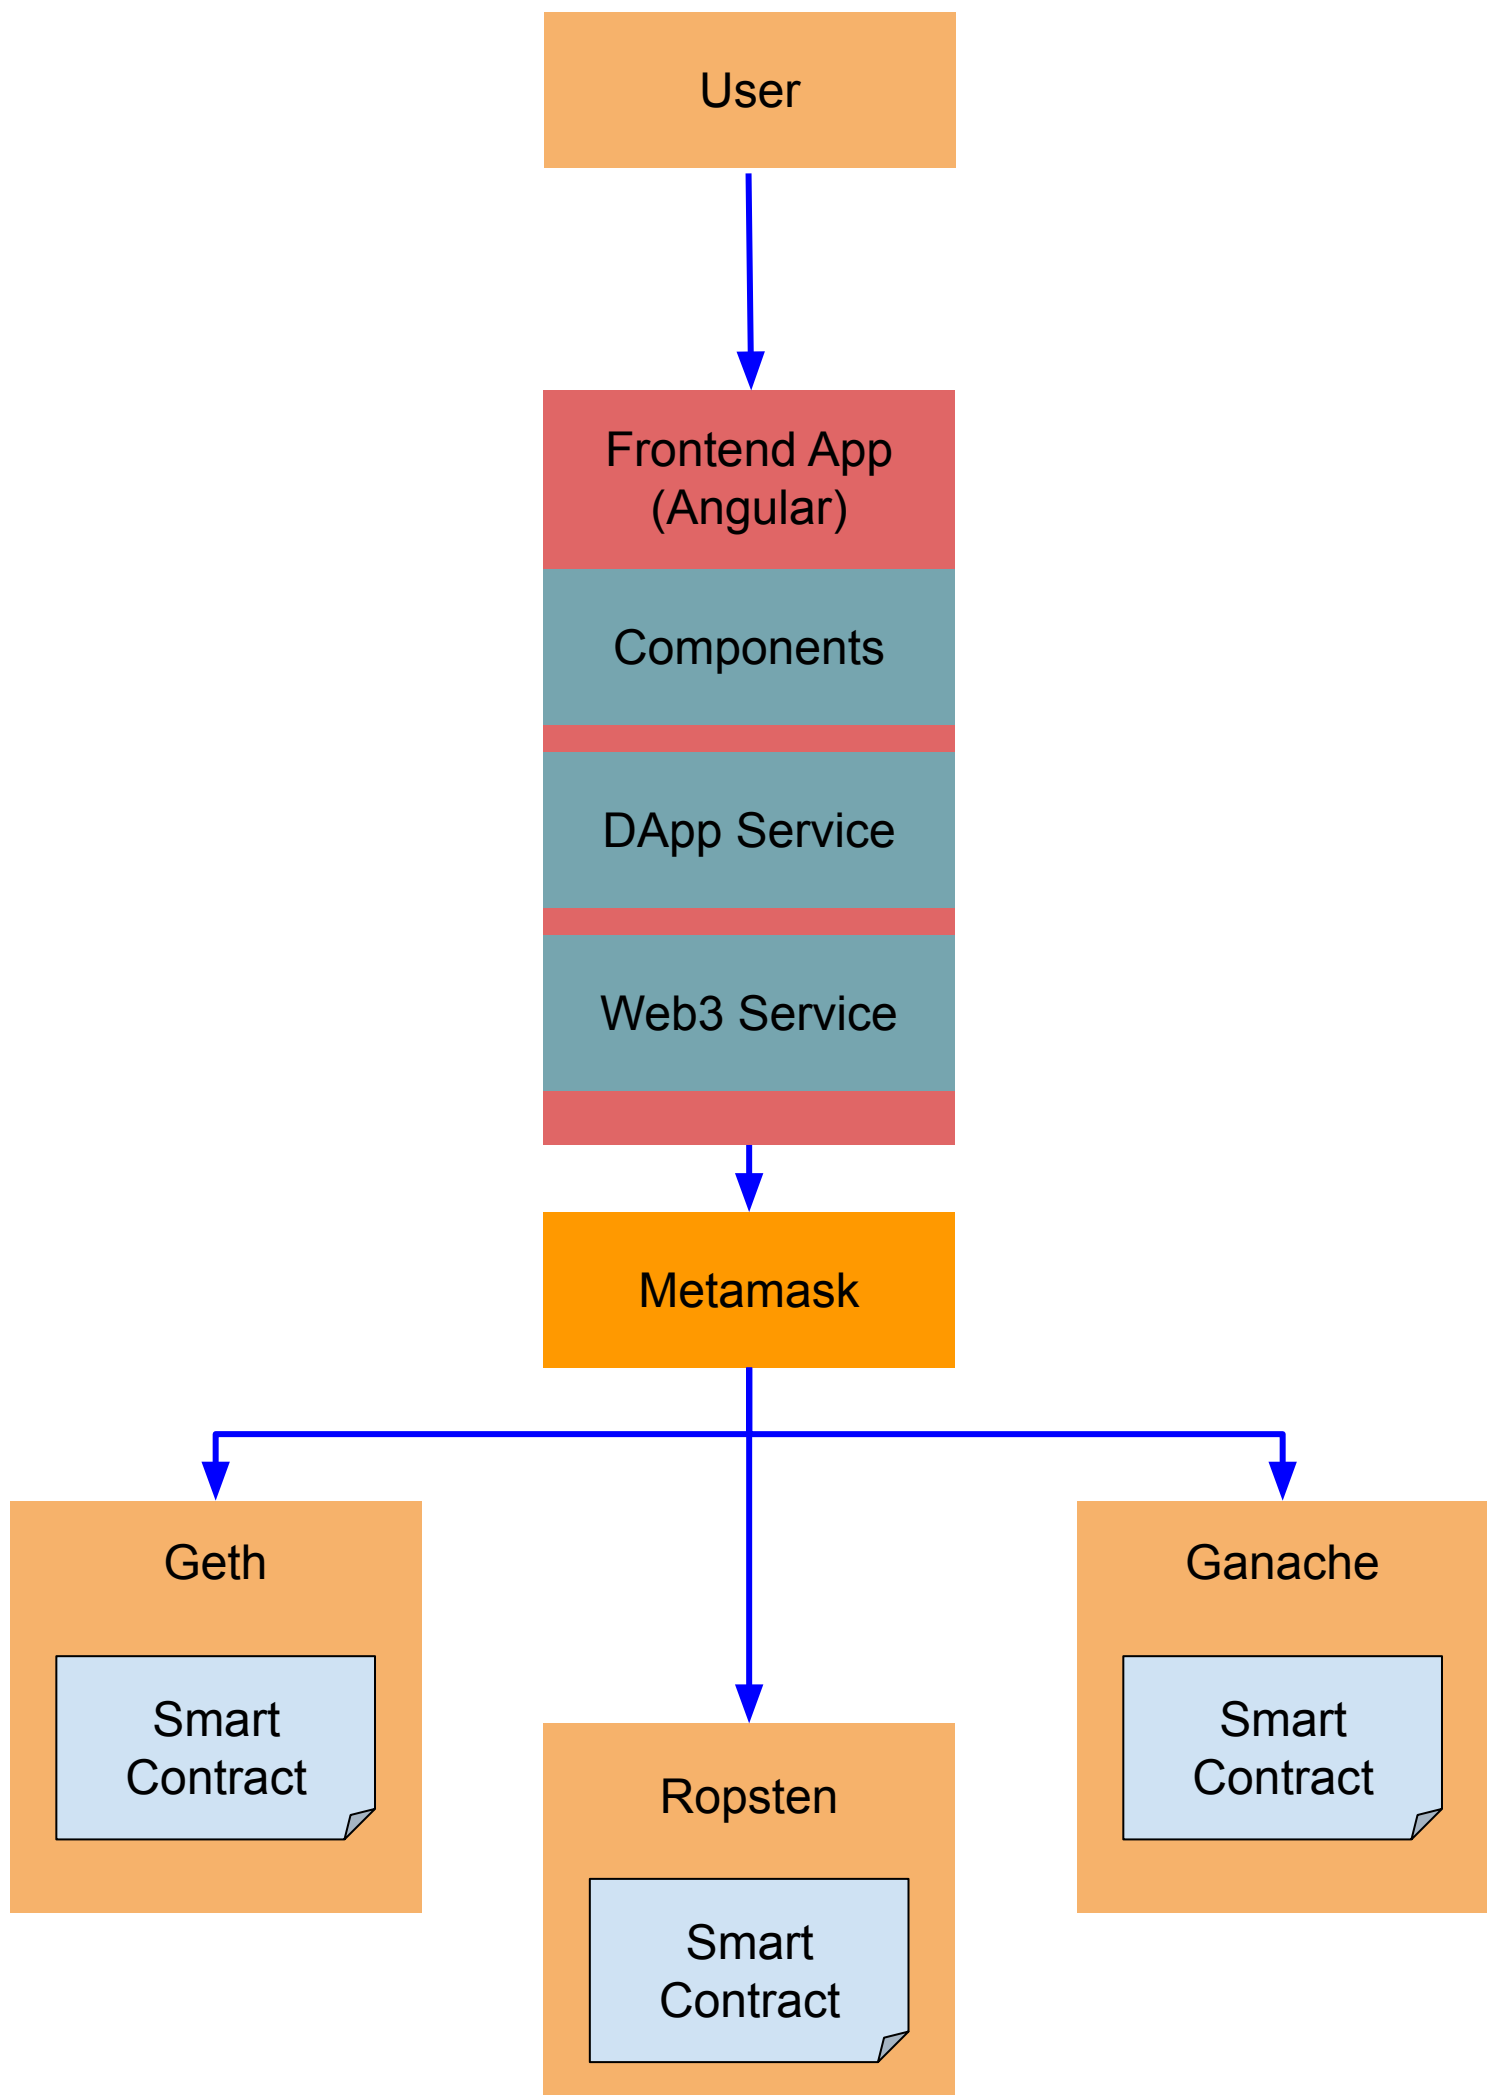 User
Frontend App
(Angular)
Components
DApp Service
Web3 Service
Metamask
Geth
Smart
Contract
Ropsten
Smart
Contract
Ganache
Smart
Contract